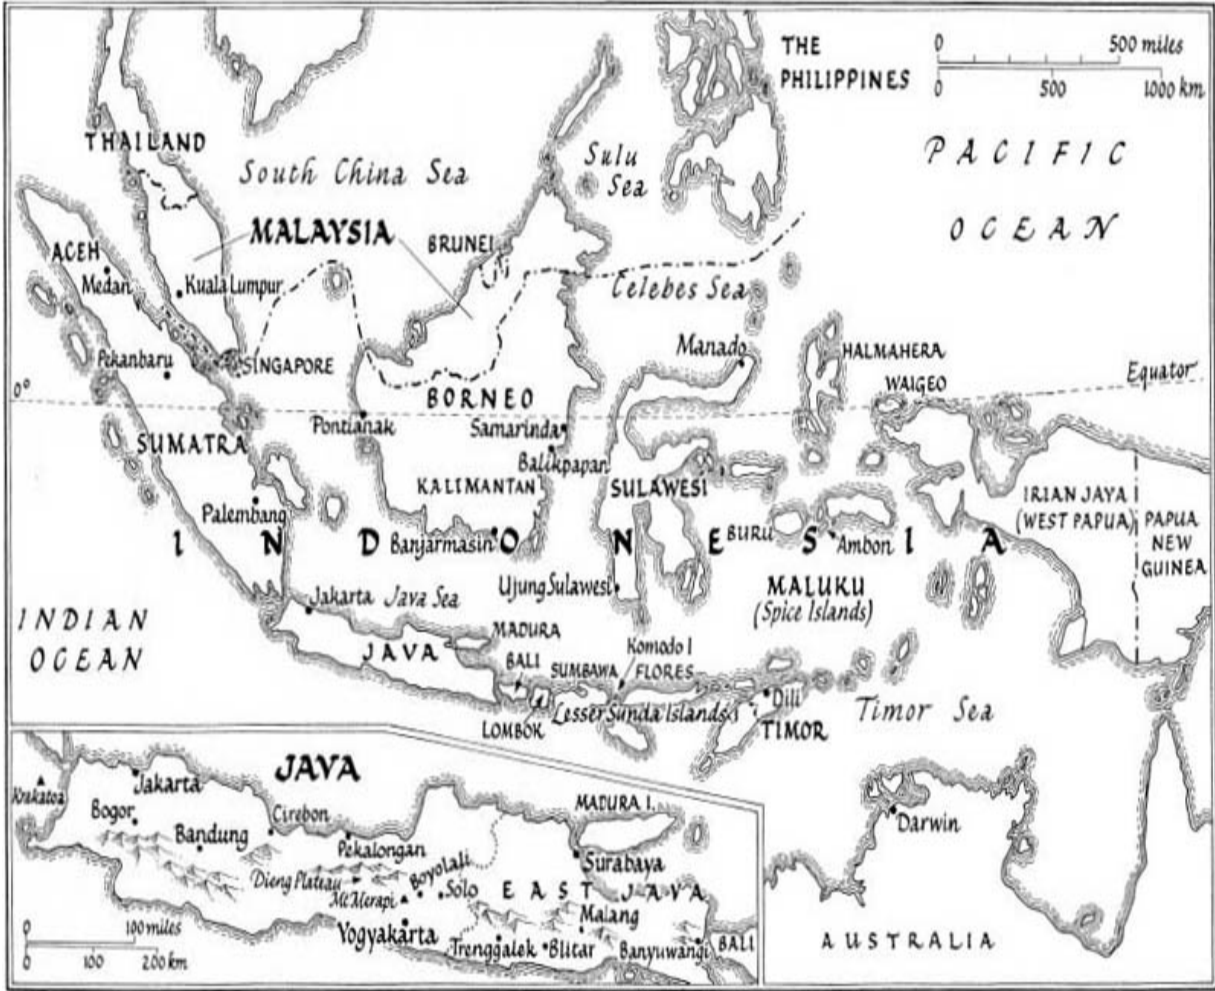 THE
PHILIPPINES
0 500 miles
0 500 1000 km
PACIFIC
OCEAN
THAILAND
South China Sea
Sulu
Sea
MALAYSIA
BRUNEI
ACEH
Medan
Kuala Lumpur
Celebes Sea
Manado
HALMAHERA
Pekanbaru
SINGAPORE
WAIGEO
Equator
0°
BORNEO
SUMATRA
Pontianak
Samarinda
Balikpapan
KALIMANTAN
SULAWESI
IRIAN JAYA
(WEST PAPUA)
PAPUA
NEW
GUINEA
Palembang
INDONESIA
Banjarmasin
BURU
Ambon
Ujung Sulawesi
MALUKU
(Spice Islands)
Jakarta
Java Sea
INDIAN
OCEAN
JAVA
MADURA
BALI
SUMBAWA
Komodo I
FLORES
LOMBOK
Lesser Sunda Islands
Dili
TIMOR
Timor Sea
Darwin
AUSTRALIA
JAVA
Krakatoa
Jakarta
Bogor
Bandung
Cirebon
Pekalongan
MADURA I.
Surabaya
Dieng Plateau
Boyolali
Mt Merapi
Solo
EAST JAVA
Malang
Yogyakarta
Trenggalek
Blitar
Banyuwangi
BALI
0 100 miles
0 100 200 km